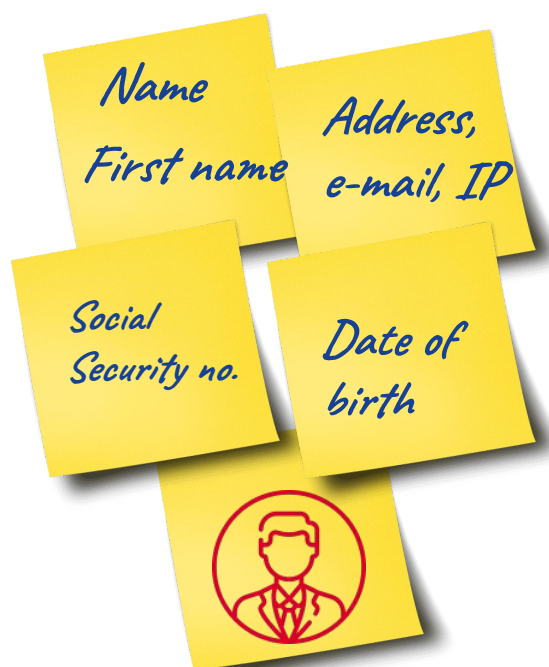 Name
First name
Address,
e-mail, IP
Social
Security no.
Date of
birth